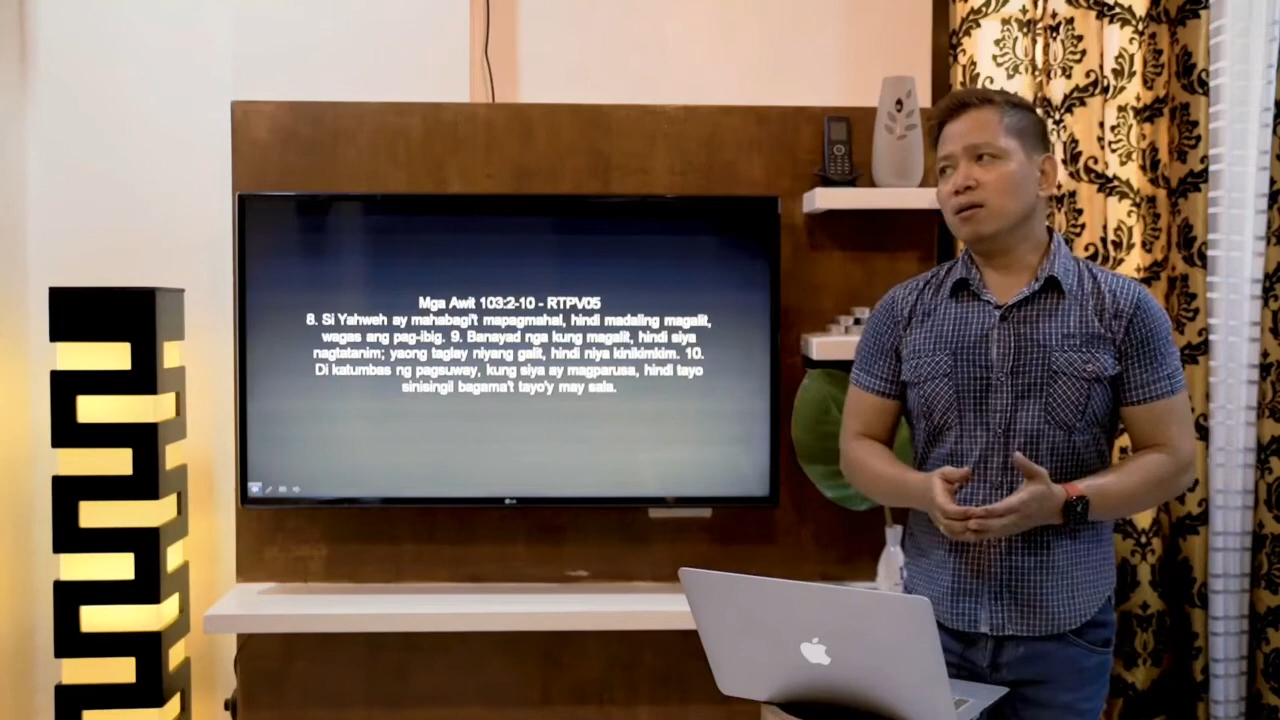 Mga Awit 103:2-10 - RTPV05
8. Si Yahweh ay mahabagi't mapagmahal, hindi madaling magalit,
wagas ang pag-ibig. 9. Banayad nga kung magalit, hindi siya
nagtatanim; yaong taglay niyang galit, hindi niya kinikimkim. 10.
Di katumbas ng pagsuway, kung siya ay magparusa, hindi tayo
sinisingil bagama't tayo'y may sala.
LG